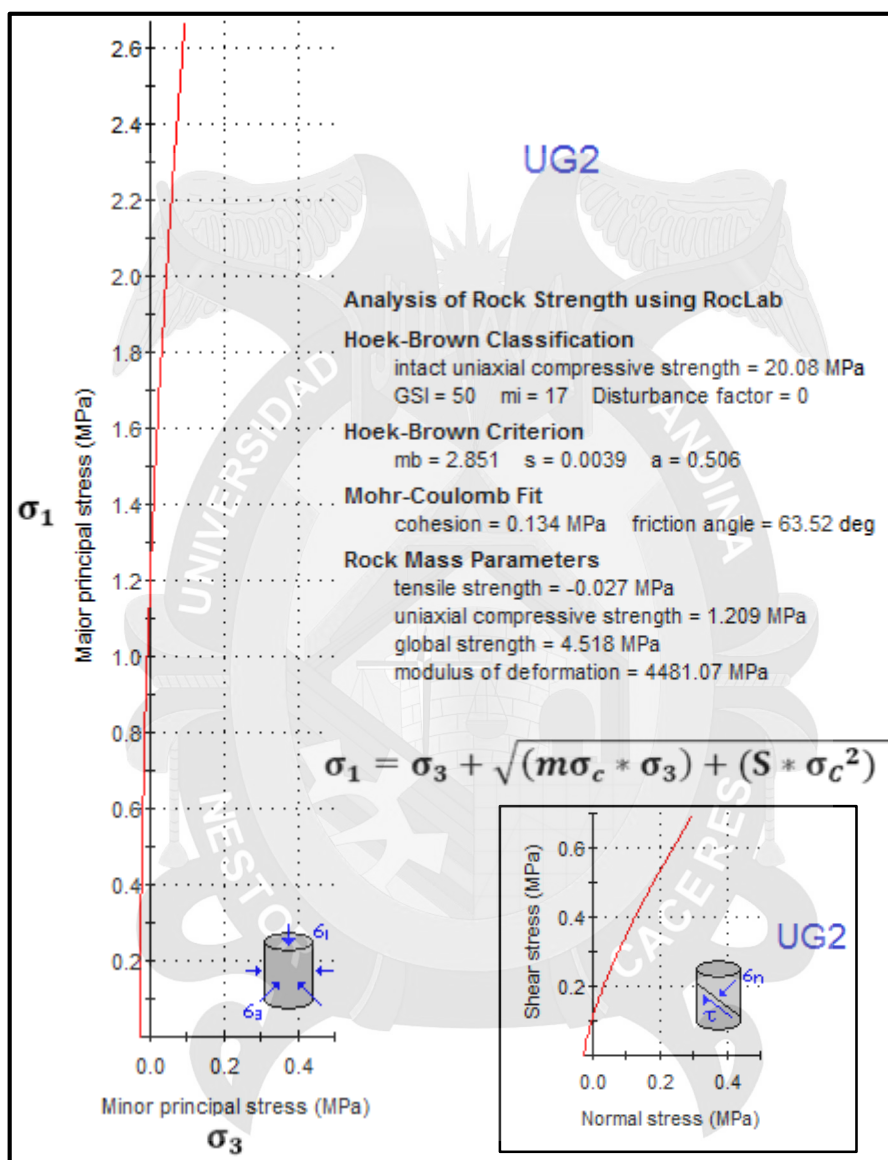 UG2
Analysis of Rock Strength using RocLab
Hoek-Brown Classification
intact uniaxial compressive strength = 20.08 MPa
GSI = 50 mi = 17 Disturbance factor = 0
Hoek-Brown Criterion
mb = 2.851 s = 0.0039 a = 0.506
Mohr-Coulomb Fit
cohesion = 0.134 MPa friction angle = 63.52 deg
Rock Mass Parameters
tensile strength = -0.027 MPa
uniaxial compressive strength = 1.209 MPa
global strength = 4.518 MPa
modulus of deformation = 4481.07 MPa
σ1 = σ3 + √(mσc * σ3) + (S * σC²)
σ1
Major principal stress (MPa)
2.6
2.4
2.2
2.0
1.8
1.6
1.4
1.2
1.0
0.8
0.6
0.4
0.2
0.0 0.2 0.4
Minor principal stress (MPa)
σ3
б1
б3
Shear stress (MPa)
0.6
0.4
0.2
0.0 0.2 0.4
Normal stress (MPa)
UG2
бn
τ
UNIVERSIDAD
ANDINA
NESTOR
CACERES